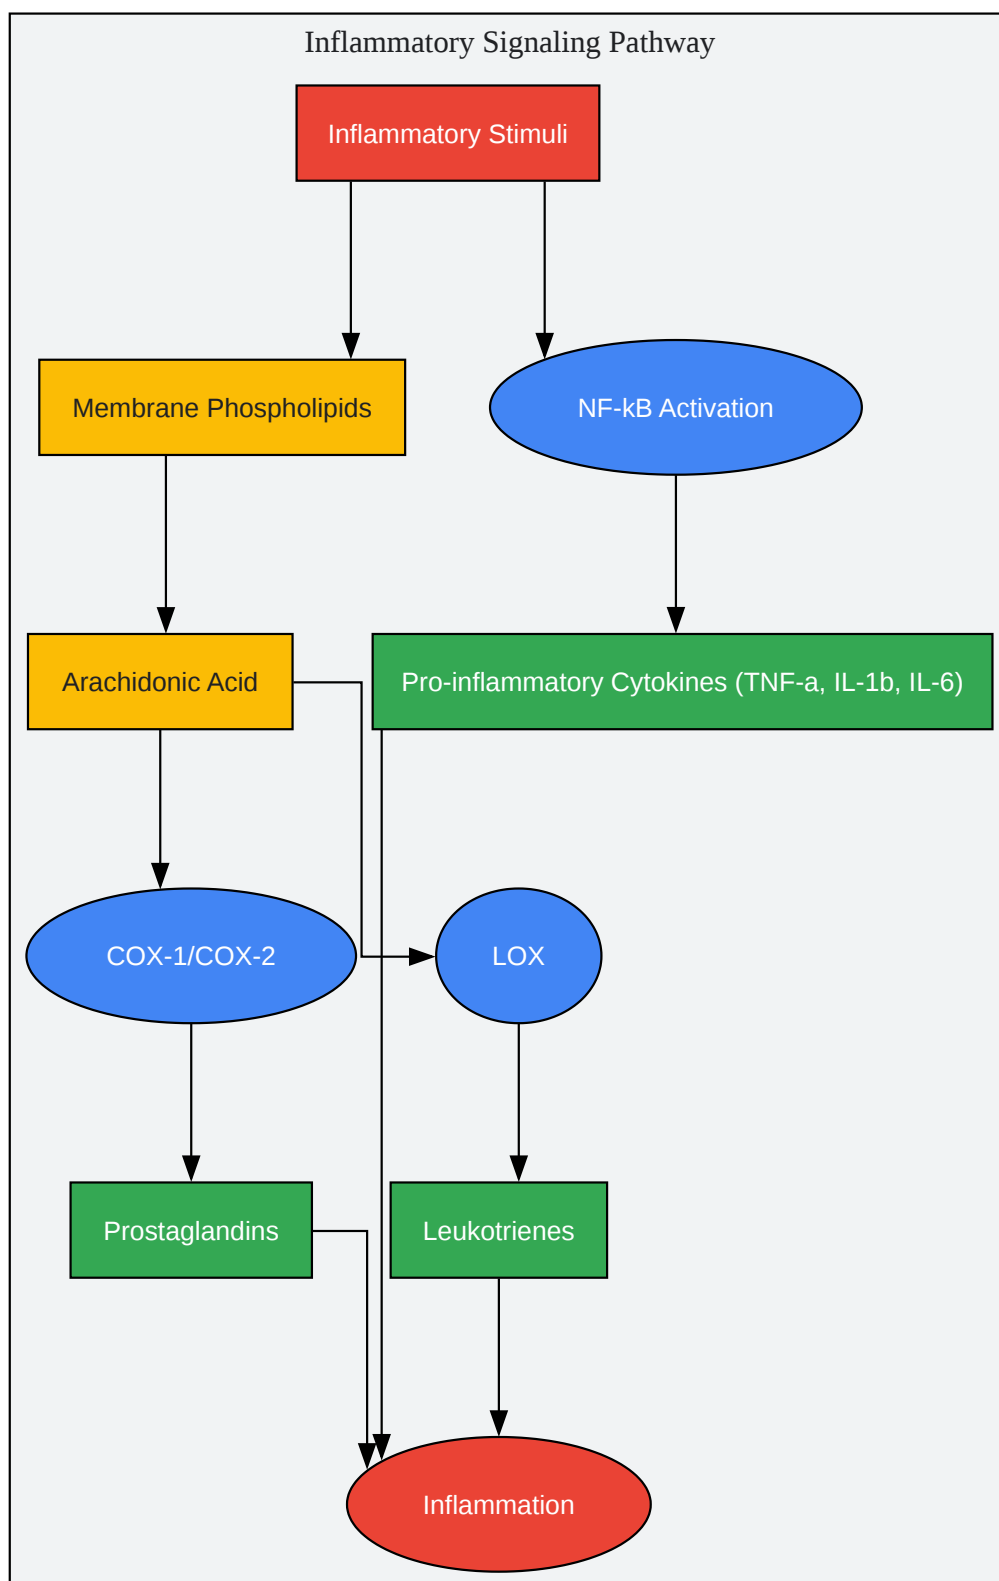 Inflammatory Signaling Pathway
Inflammatory Stimuli
Membrane Phospholipids
NF-kB Activation
Arachidonic Acid
Pro-inflammatory Cytokines (TNF-a, IL-1b, IL-6)
COX-1/COX-2
LOX
Prostaglandins
Leukotrienes
Inflammation